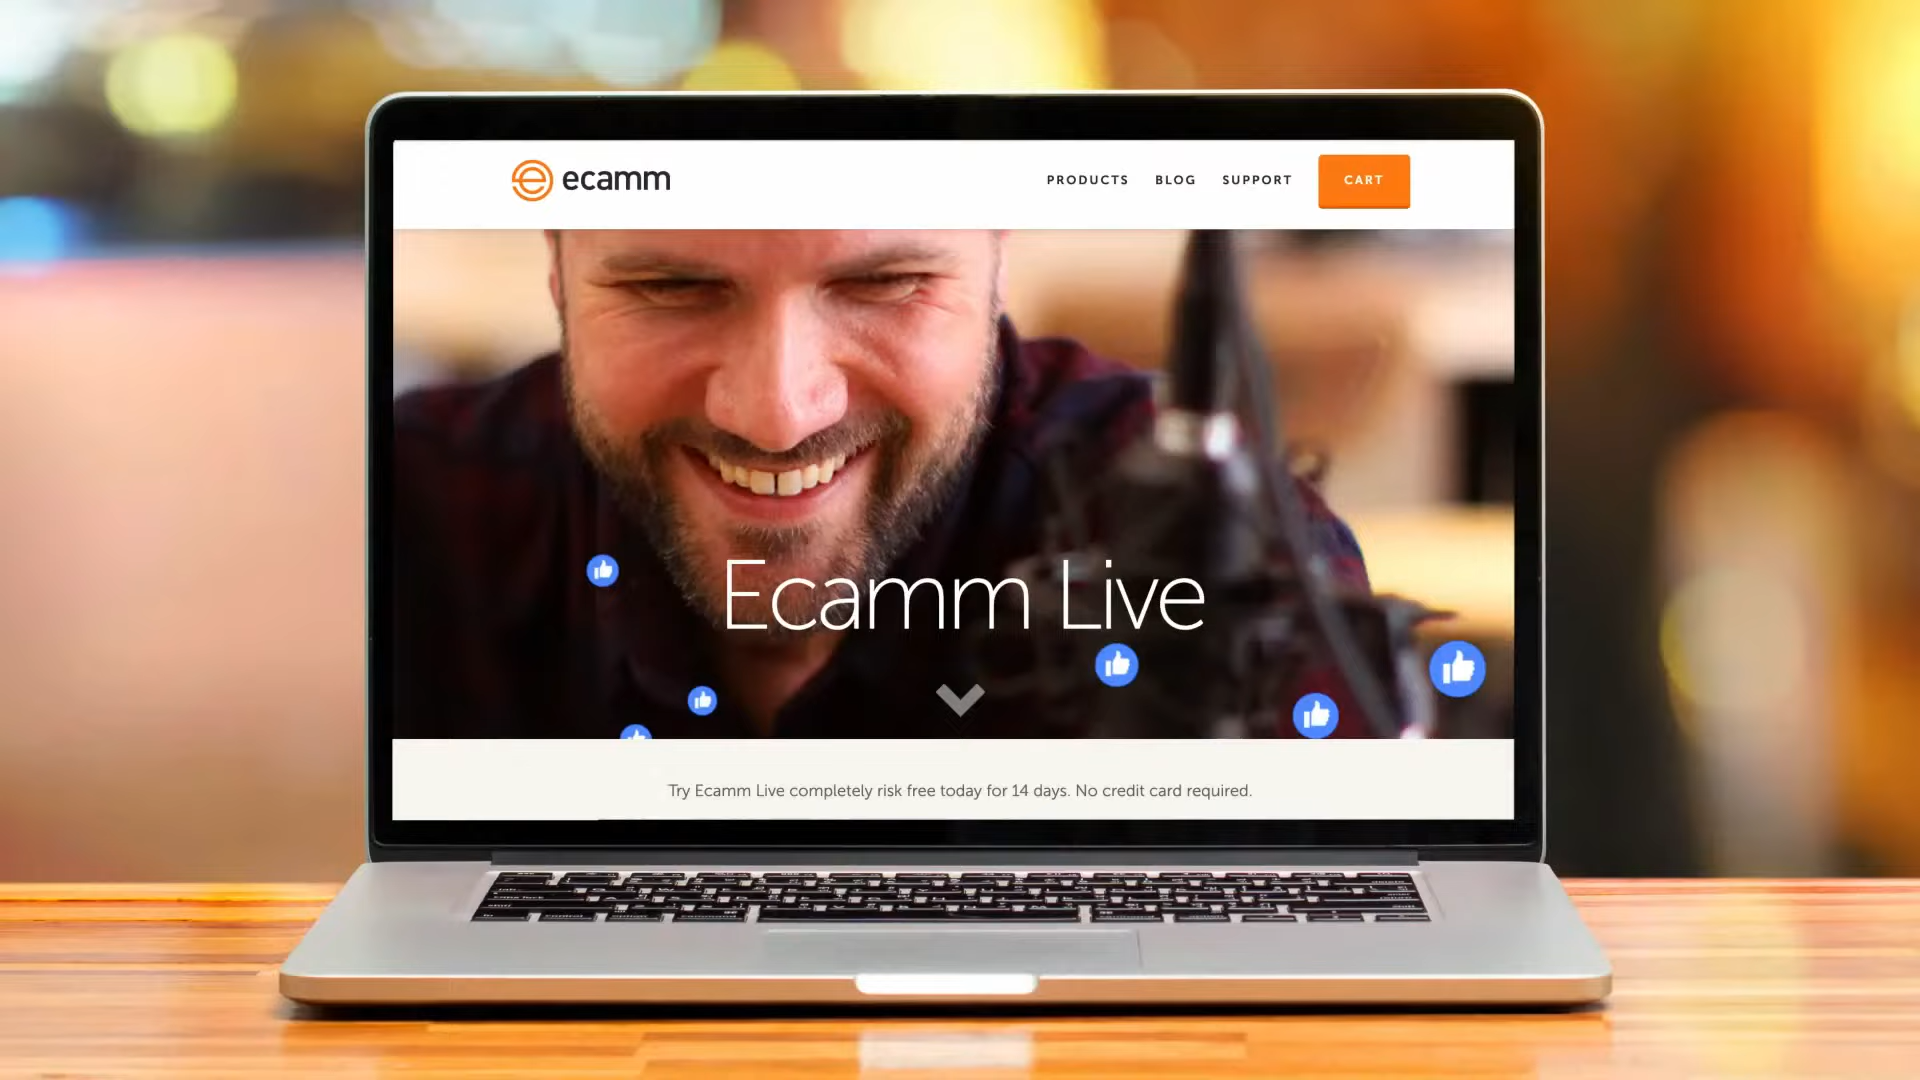 ecamm
PRODUCTS BLOG SUPPORT CART
Ecamm Live
Try Ecamm Live completely risk free today for 14 days. No credit card required.